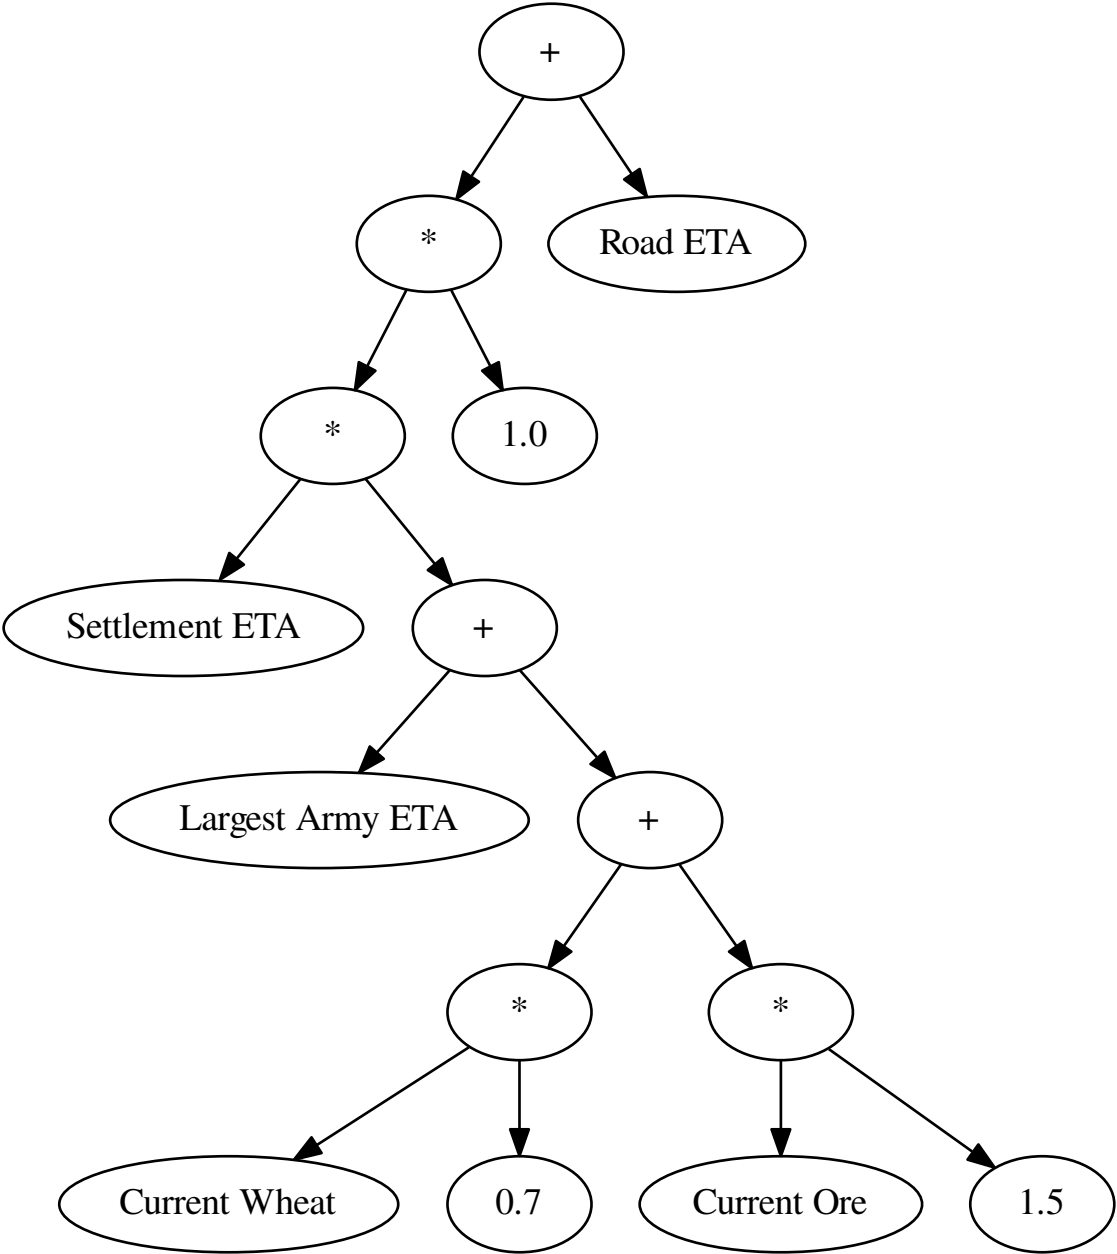 +
*
Road ETA
*
1.0
Settlement ETA
+
Largest Army ETA
+
*
*
Current Wheat
0.7
Current Ore
1.5